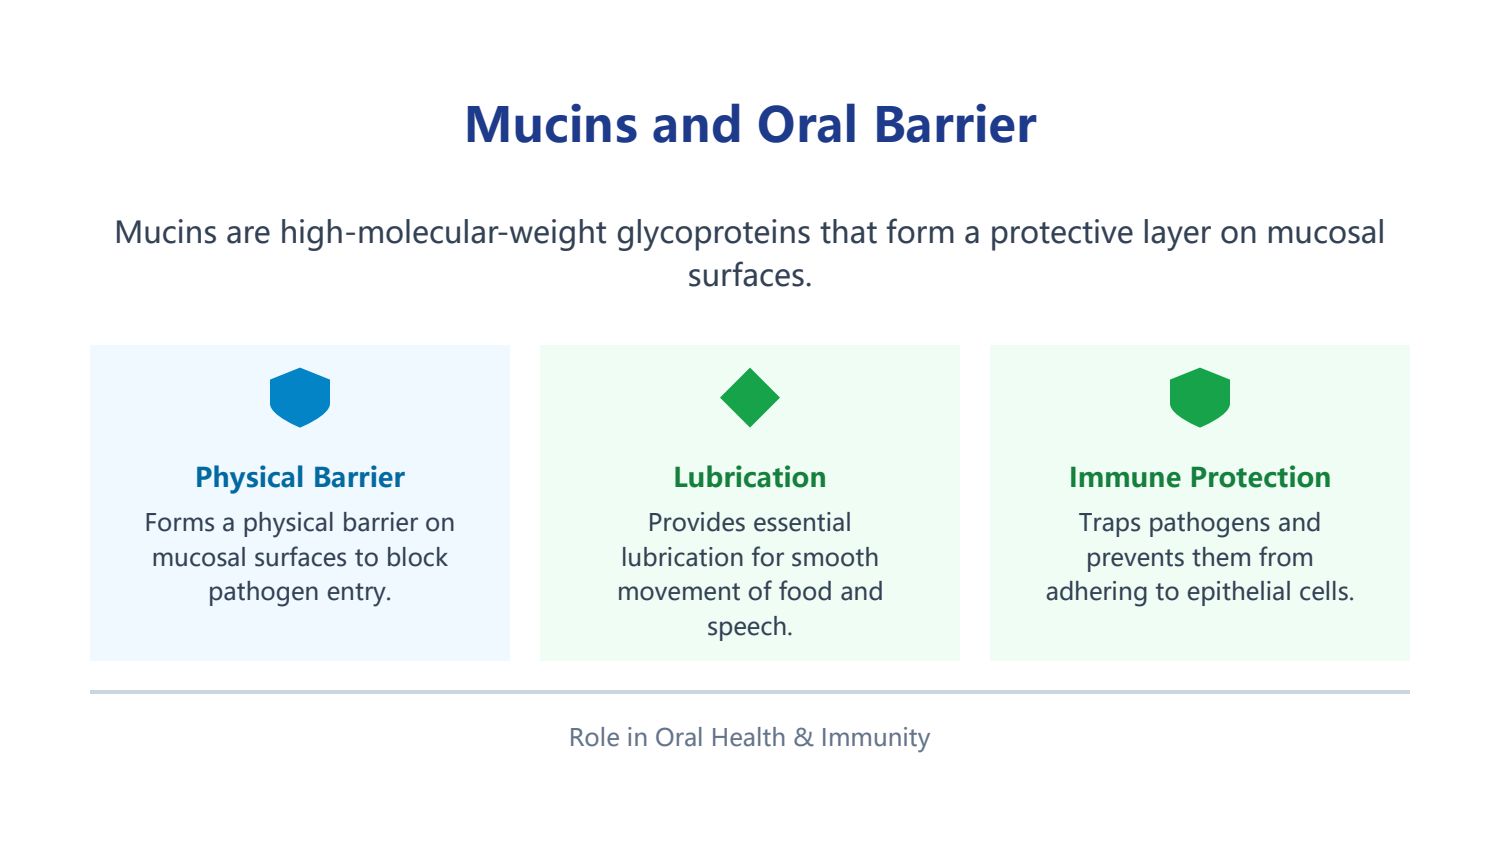 Mucins and Oral Barrier
Mucins are high-molecular-weight glycoproteins that form a protective layer on mucosal
surfaces.
Physical Barrier
Forms a physical barrier on
mucosal surfaces to block
pathogen entry.
Lubrication
Provides essential
lubrication for smooth
movement of food and
speech.
Immune Protection
Traps pathogens and
prevents them from
adhering to epithelial cells.
Role in Oral Health & Immunity